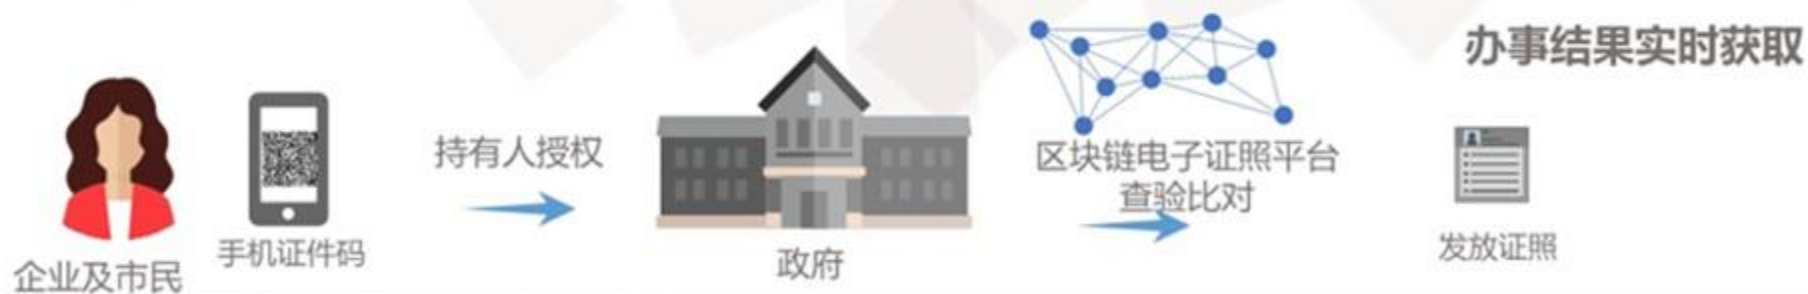 办事结果实时获取
持有人授权
区块链电子证照平台
查验比对
手机证件码
企业及市民
政府
发放证照